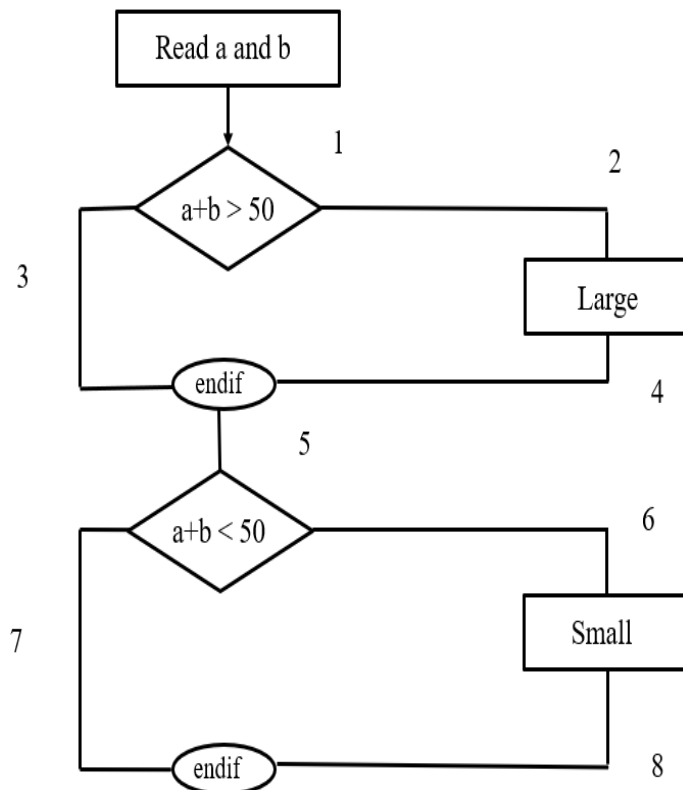 Read a and b
1
2
a+b > 50
3
Large
endif
4
5
6
a+b < 50
7
Small
endif
8